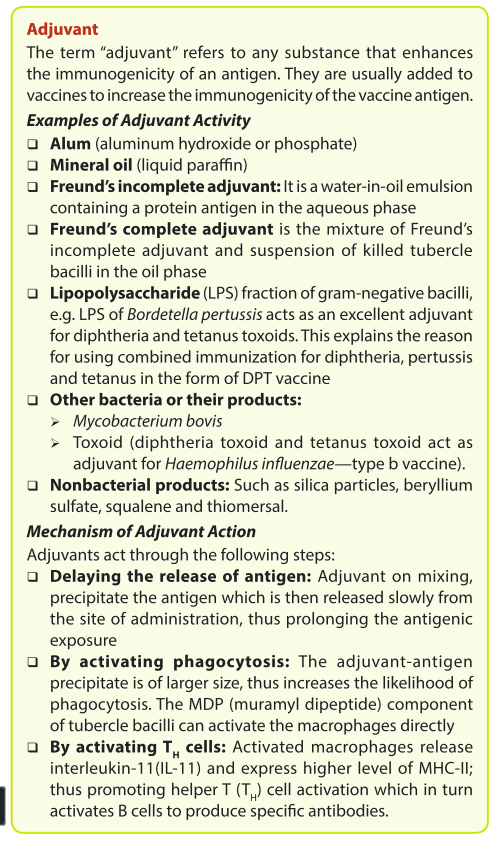 Adjuvant
The term “adjuvant” refers to any substance that enhances
the immunogenicity of an antigen. They are usually added to
vaccines to increase the immunogenicity of the vaccine antigen.
Examples of Adjuvant Activity
❑ Alum (aluminum hydroxide or phosphate)
❑ Mineral oil (liquid paraffin)
❑ Freund’s incomplete adjuvant: It is a water-in-oil emulsion
containing a protein antigen in the aqueous phase
❑ Freund’s complete adjuvant is the mixture of Freund’s
incomplete adjuvant and suspension of killed tubercle
bacilli in the oil phase
❑ Lipopolysaccharide (LPS) fraction of gram-negative bacilli,
e.g. LPS of Bordetella pertussis acts as an excellent adjuvant
for diphtheria and tetanus toxoids. This explains the reason
for using combined immunization for diphtheria, pertussis
and tetanus in the form of DPT vaccine
❑ Other bacteria or their products:
➢ Mycobacterium bovis
➢ Toxoid (diphtheria toxoid and tetanus toxoid act as
adjuvant for Haemophilus influenzae—type b vaccine).
❑ Nonbacterial products: Such as silica particles, beryllium
sulfate, squalene and thiomersal.
Mechanism of Adjuvant Action
Adjuvants act through the following steps:
❑ Delaying the release of antigen: Adjuvant on mixing,
precipitate the antigen which is then released slowly from
the site of administration, thus prolonging the antigenic
exposure
❑ By activating phagocytosis: The adjuvant-antigen
precipitate is of larger size, thus increases the likelihood of
phagocytosis. The MDP (muramyl dipeptide) component
of tubercle bacilli can activate the macrophages directly
❑ By activating TH cells: Activated macrophages release
interleukin-11(IL-11) and express higher level of MHC-II;
thus promoting helper T (TH) cell activation which in turn
activates B cells to produce specific antibodies.